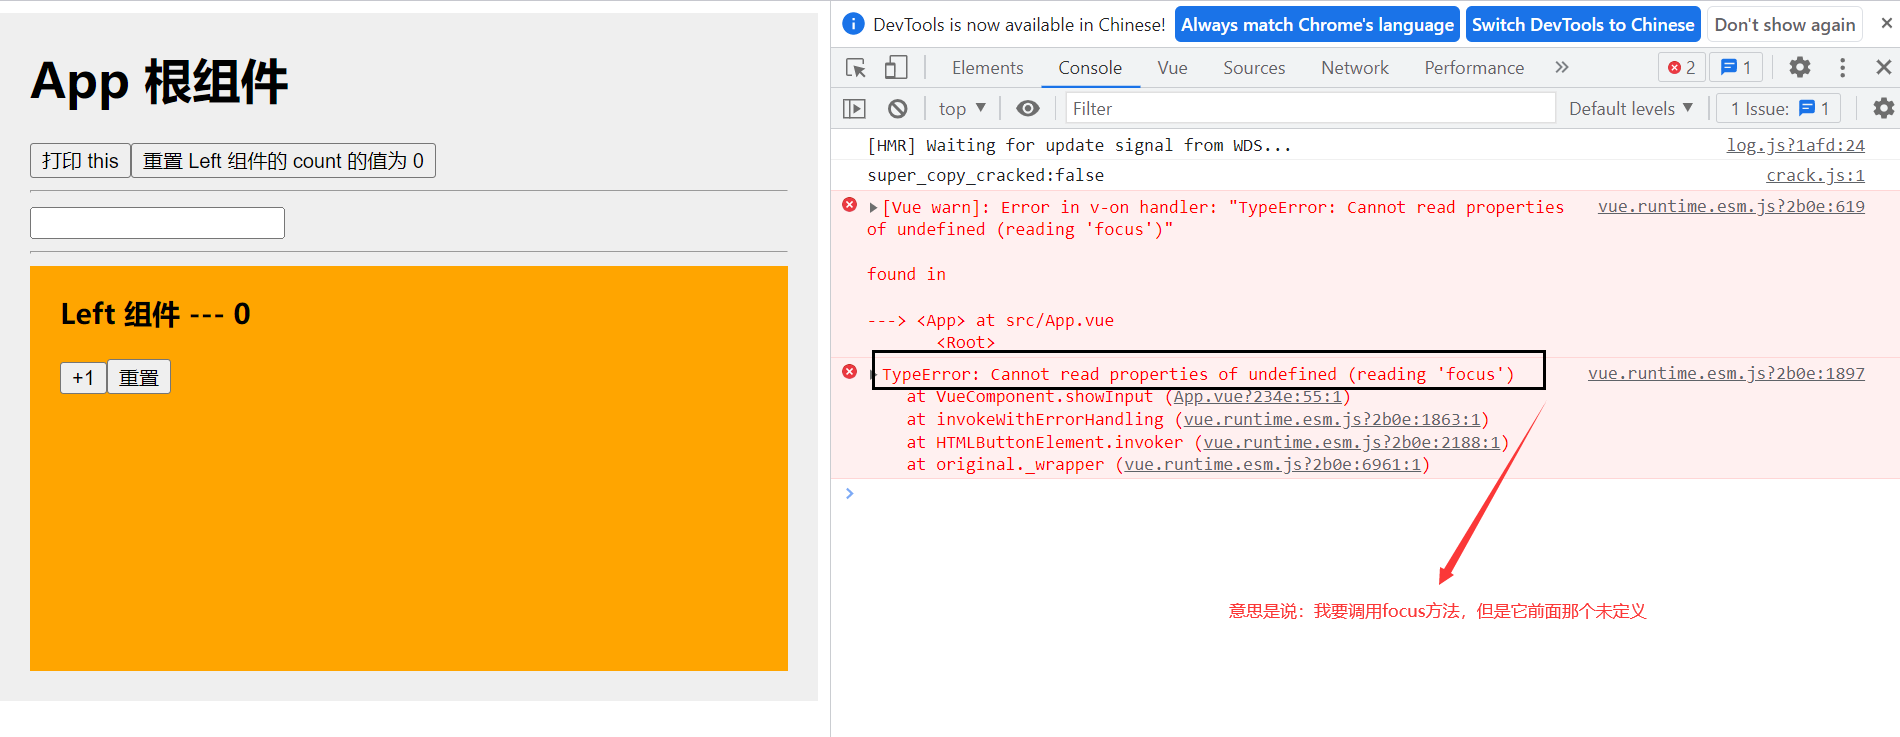 App 根组件
打印 this
重置 Left 组件的 count 的值为 0
Left 组件 --- 0
+1
重置
DevTools is now available in Chinese!
Always match Chrome's language
Switch DevTools to Chinese
Don't show again
Elements
Console
Vue
Sources
Network
Performance
2
1
top
Filter
Default levels
1 Issue: 1
[HMR] Waiting for update signal from WDS... log.js?1afd:24
super_copy_cracked:false crack.js:1
[Vue warn]: Error in v-on handler: "TypeError: Cannot read properties vue.runtime.esm.js?2b0e:619
of undefined (reading 'focus')"
found in
---> <App> at src/App.vue
<Root>
TypeError: Cannot read properties of undefined (reading 'focus') vue.runtime.esm.js?2b0e:1897
at VueComponent.showInput (App.vue?234e:55:1)
at invokeWithErrorHandling (vue.runtime.esm.js?2b0e:1863:1)
at HTMLButtonElement.invoker (vue.runtime.esm.js?2b0e:2188:1)
at original._wrapper (vue.runtime.esm.js?2b0e:6961:1)
意思是说：我要调用focus方法，但是它前面那个未定义